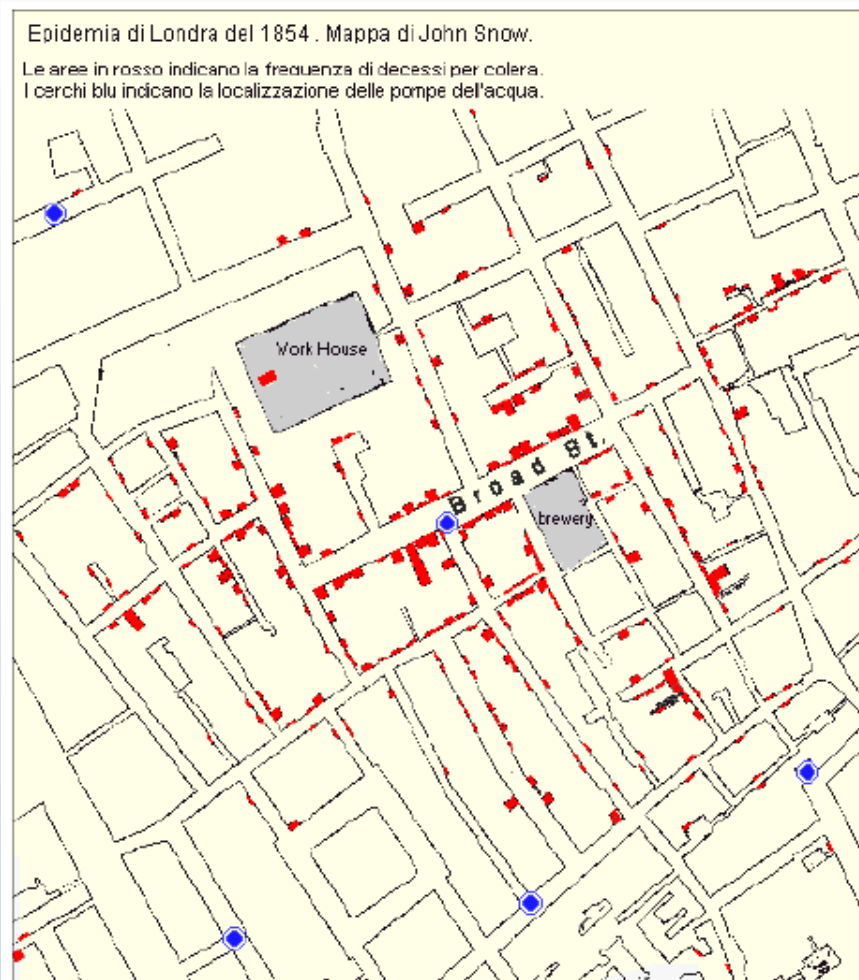 Epidemia di Londra del 1854. Mappa di John Snow.
Le aree in rosso indicano la frequenza di decessi per colera.
I cerchi blu indicano la localizzazione delle pompe del'acqua.
Work House
Broad St.
brewery